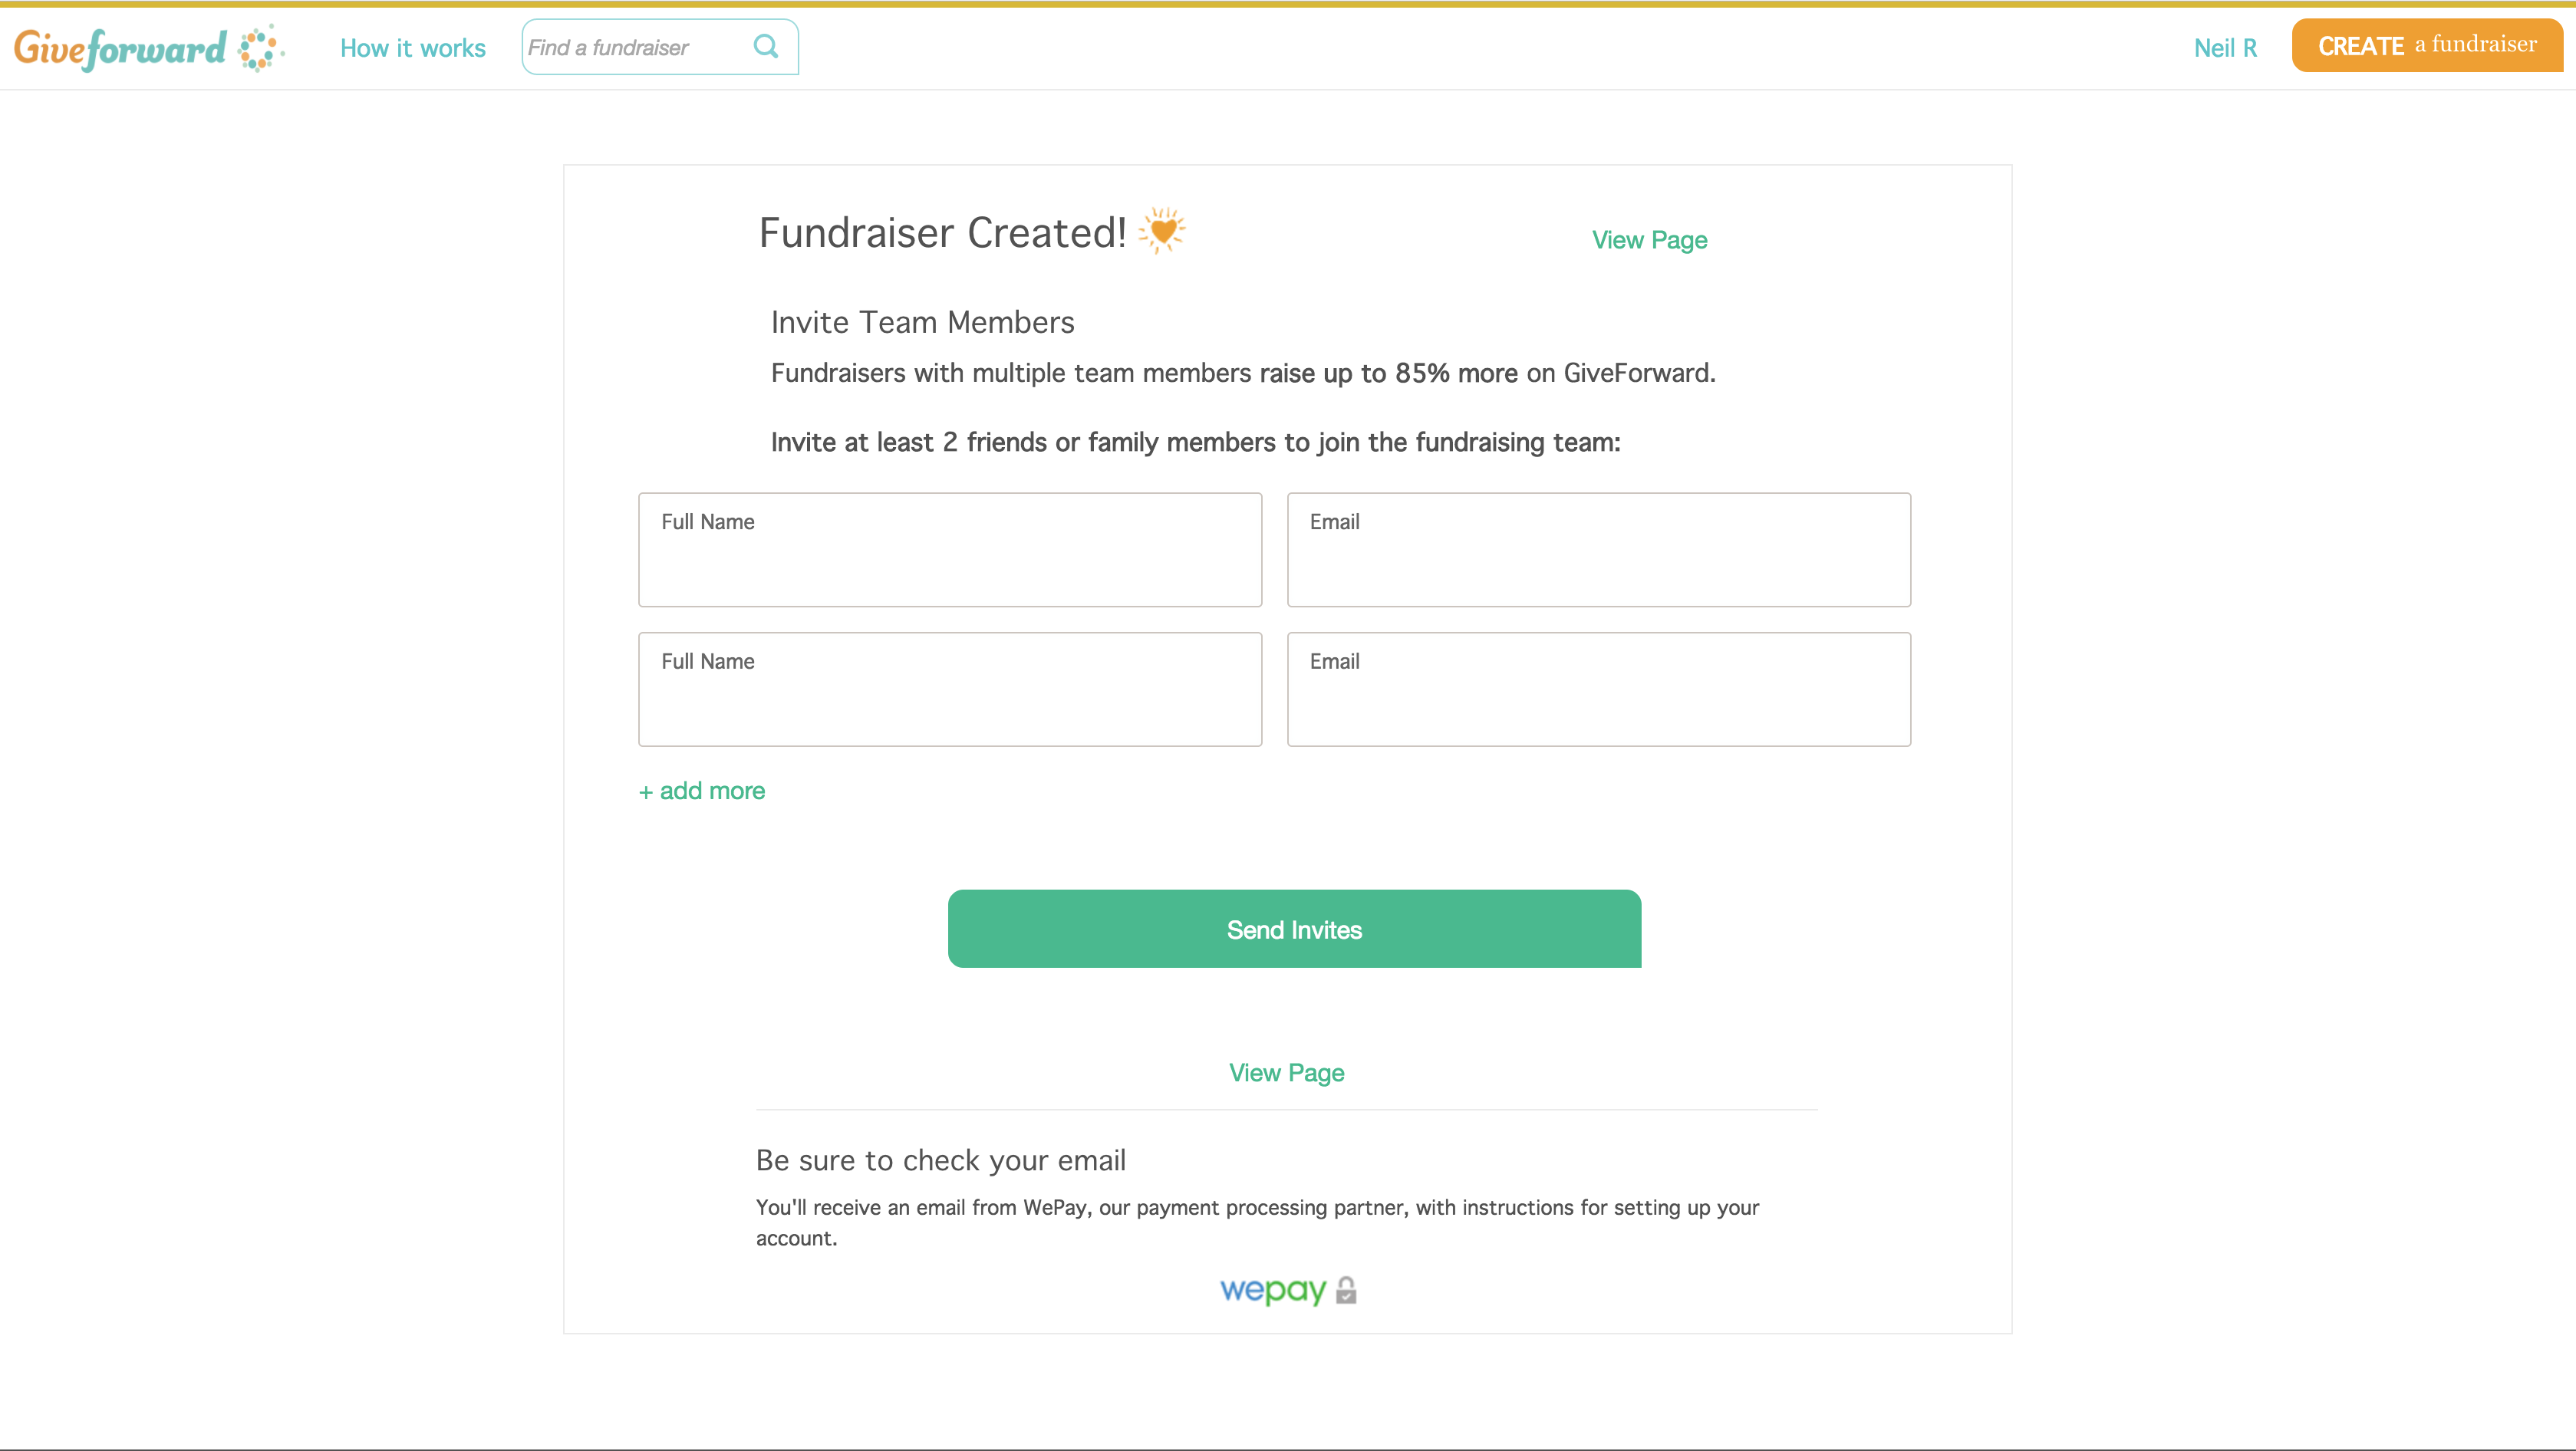 Giveforward
How it works
Find a fundraiser
Neil R
CREATE a fundraiser
Fundraiser Created!
View Page
Invite Team Members
Fundraisers with multiple team members raise up to 85% more on GiveForward.
Invite at least 2 friends or family members to join the fundraising team:
Full Name
Email
Full Name
Email
+ add more
Send Invites
View Page
Be sure to check your email
You'll receive an email from WePay, our payment processing partner, with instructions for setting up your
account.
wepay